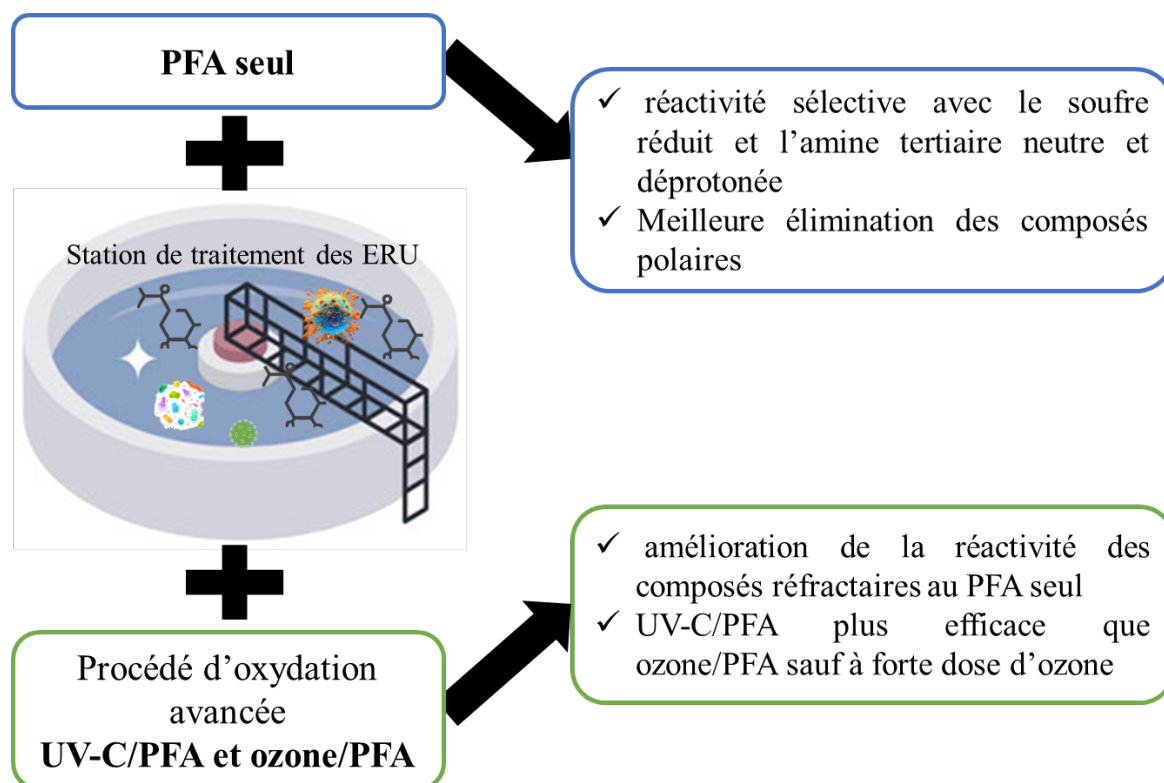 PFA seul
✓ réactivité sélective avec le soufre
réduit et l'amine tertiaire neutre et
déprotonée
✓ Meilleure élimination des composés
polaires
Station de traitement des ERU
✓ amélioration de la réactivité des
composés réfractaires au PFA seul
✓ UV-C/PFA plus efficace que
ozone/PFA sauf à forte dose d'ozone
Procédé d'oxydation
avancée
UV-C/PFA et ozone/PFA